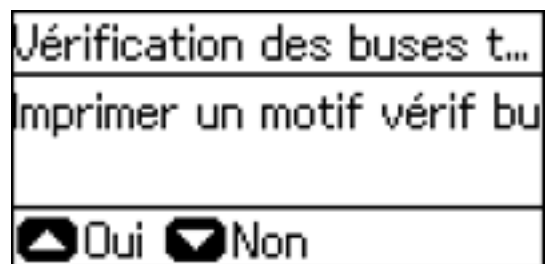 Vérification des buses t…
Imprimer un motif vérif bu
Oui Non